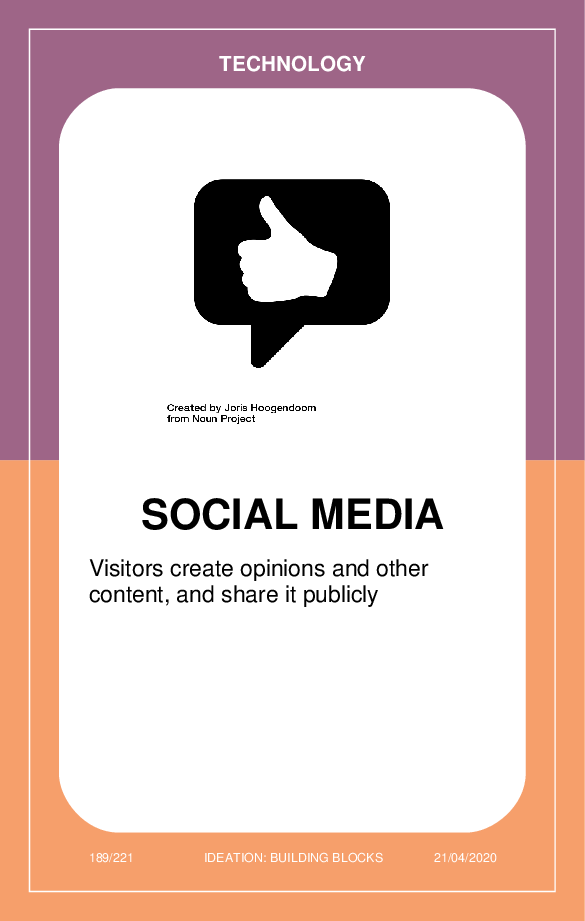 TECHNOLOGY
Created by Joris Hoogendoorn
from Noun Project
SOCIAL MEDIA
Visitors create opinions and other
content, and share it publicly
189/221 IDEATION: BUILDING BLOCKS 21/04/2020